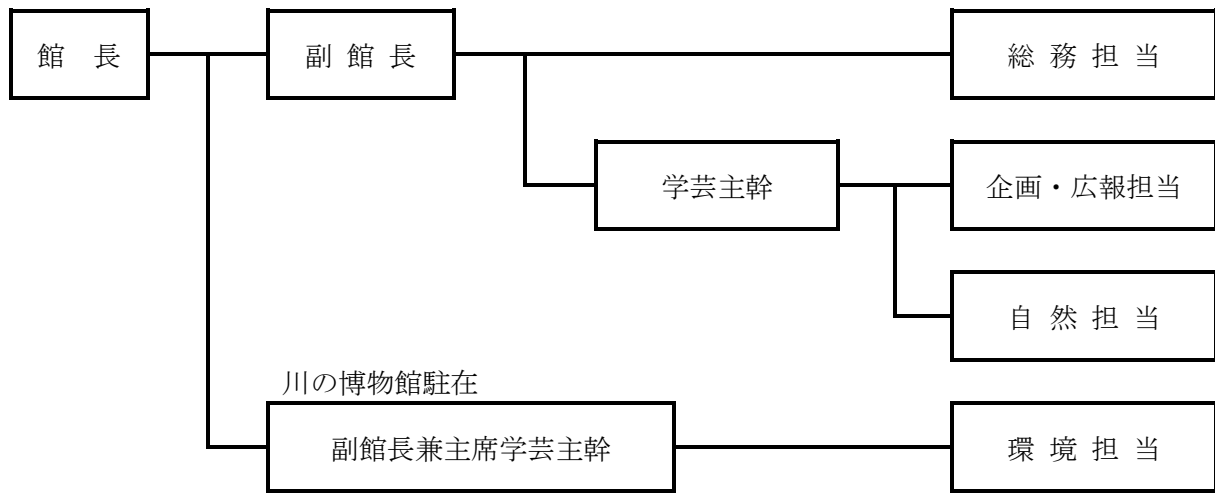 館 長
副 館 長
総 務 担 当
学芸主幹
企画・広報担当
自 然 担 当
川の博物館駐在
副館長兼主席学芸主幹
環 境 担 当